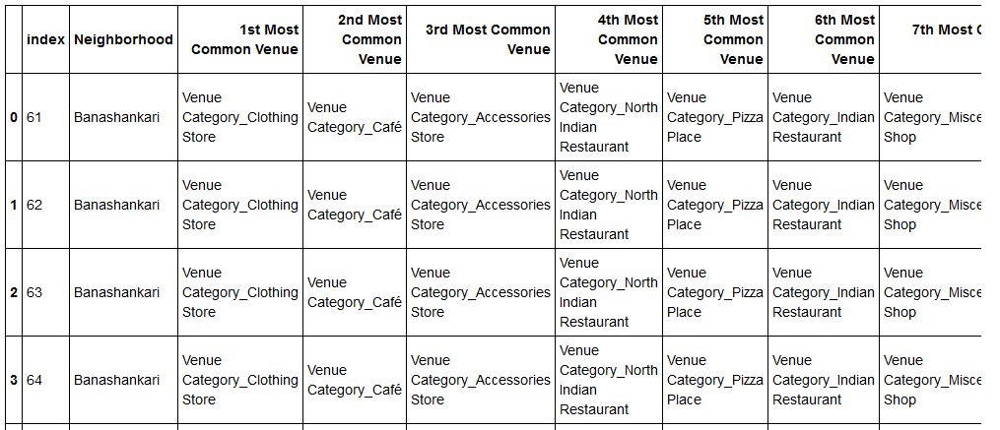 index Neighborhood 1st Most Common Venue 2nd Most Common Venue 3rd Most Common Venue 4th Most Common Venue 5th Most Common Venue 6th Most Common Venue 7th Most
0 61 Banashankari Venue Category_Clothing Store Venue Category_Café Venue Category_Accessories Store Venue Category_North Indian Restaurant Venue Category_Pizza Place Venue Category_Indian Restaurant Venue Category_Misce Shop
1 62 Banashankari Venue Category_Clothing Store Venue Category_Café Venue Category_Accessories Store Venue Category_North Indian Restaurant Venue Category_Pizza Place Venue Category_Indian Restaurant Venue Category_Misce Shop
2 63 Banashankari Venue Category_Clothing Store Venue Category_Café Venue Category_Accessories Store Venue Category_North Indian Restaurant Venue Category_Pizza Place Venue Category_Indian Restaurant Venue Category_Misce Shop
3 64 Banashankari Venue Category_Clothing Store Venue Category_Café Venue Category_Accessories Store Venue Category_North Indian Restaurant Venue Category_Pizza Place Venue Category_Indian Restaurant Venue Category_Misce Shop